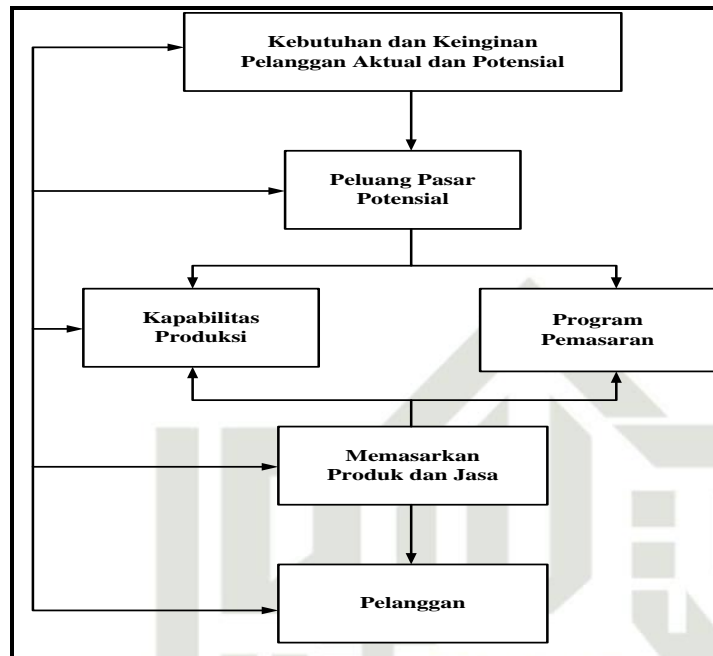 Kebutuhan dan Keinginan
Pelanggan Aktual dan Potensial
Peluang Pasar
Potensial
Kapabilitas
Produksi
Program
Pemasaran
Memasarkan
Produk dan Jasa
Pelanggan